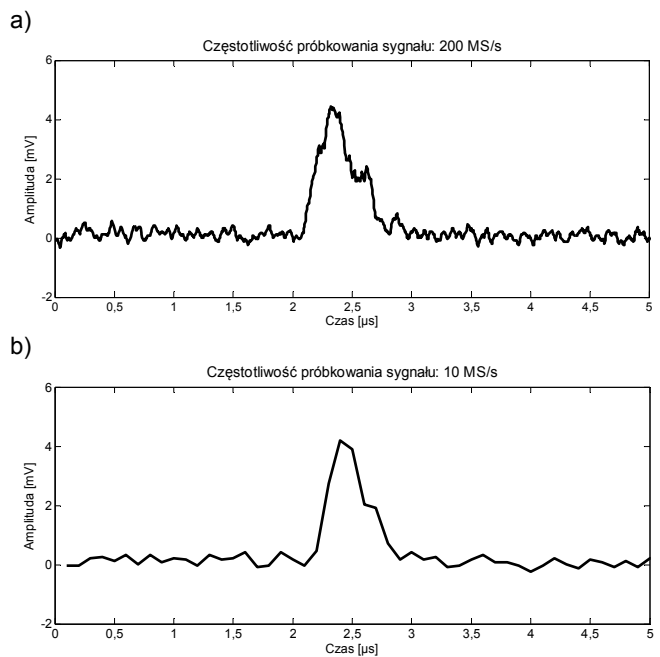 a)
Częstotliwość próbkowania sygnału: 200 MS/s
6
4
2
0
-2
Amplituda [mV]
0 0,5 1 1,5 2 2,5 3 3,5 4 4,5 5
Czas [µs]
b)
Częstotliwość próbkowania sygnału: 10 MS/s
6
4
2
0
-2
Amplituda [mV]
0 0,5 1 1,5 2 2,5 3 3,5 4 4,5 5
Czas [µs]